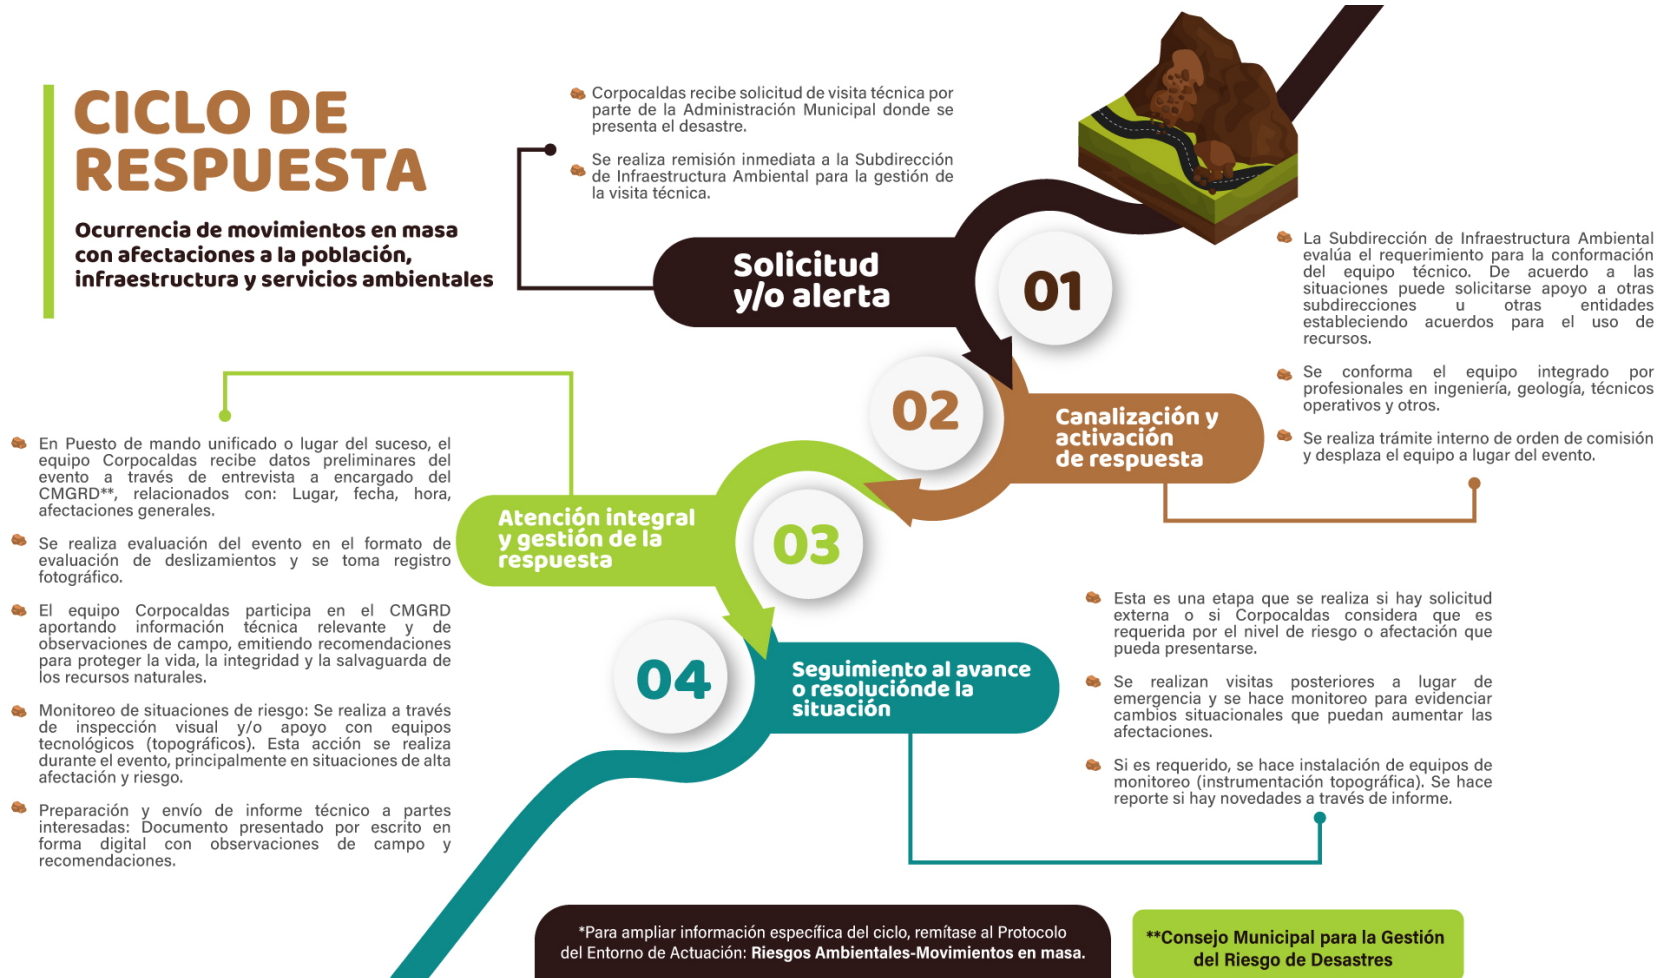 CICLO DE
RESPUESTA
Ocurrencia de movimientos en masa
con afectaciones a la población,
infraestructura y servicios ambientales
Corpocaldas recibe solicitud de visita técnica por
parte de la Administración Municipal donde se
presenta el desastre.
Se realiza remisión inmediata a la Subdirección
de Infraestructura Ambiental para la gestión de
la visita técnica.
Solicitud
y/o alerta
01
La Subdirección de Infraestructura Ambiental
evalúa el requerimiento para la conformación
del equipo técnico. De acuerdo a las
situaciones puede solicitarse apoyo a otras
subdirecciones u otras entidades
estableciendo acuerdos para el uso de
recursos.
Se conforma el equipo integrado por
profesionales en ingeniería, geología, técnicos
operativos y otros.
Se realiza trámite interno de orden de comisión
y desplaza el equipo a lugar del evento.
02
Canalización y
activación
de respuesta
En Puesto de mando unificado o lugar del suceso, el
equipo Corpocaldas recibe datos preliminares del
evento a través de entrevista a encargado del
CMGRD**, relacionados con: Lugar, fecha, hora,
afectaciones generales.
Se realiza evaluación del evento en el formato de
evaluación de deslizamientos y se toma registro
fotográfico.
El equipo Corpocaldas participa en el CMGRD
aportando información técnica relevante y de
observaciones de campo, emitiendo recomendaciones
para proteger la vida, la integridad y la salvaguarda de
los recursos naturales.
Monitoreo de situaciones de riesgo: Se realiza a través
de inspección visual y/o apoyo con equipos
tecnológicos (topográficos). Esta acción se realiza
durante el evento, principalmente en situaciones de alta
afectación y riesgo.
Preparación y envío de informe técnico a partes
interesadas: Documento presentado por escrito en
forma digital con observaciones de campo y
recomendaciones.
Atención integral
y gestión de la
respuesta
03
04
Seguimiento al avance
o resoluciónde la
situación
Esta es una etapa que se realiza si hay solicitud
externa o si Corpocaldas considera que es
requerida por el nivel de riesgo o afectación que
pueda presentarse.
Se realizan visitas posteriores a lugar de
emergencia y se hace monitoreo para evidenciar
cambios situacionales que puedan aumentar las
afectaciones.
Si es requerido, se hace instalación de equipos de
monitoreo (instrumentación topográfica). Se hace
reporte si hay novedades a través de informe.
*Para ampliar información específica del ciclo, remítase al Protocolo
del Entorno de Actuación: Riesgos Ambientales-Movimientos en masa.
**Consejo Municipal para la Gestión
del Riesgo de Desastres